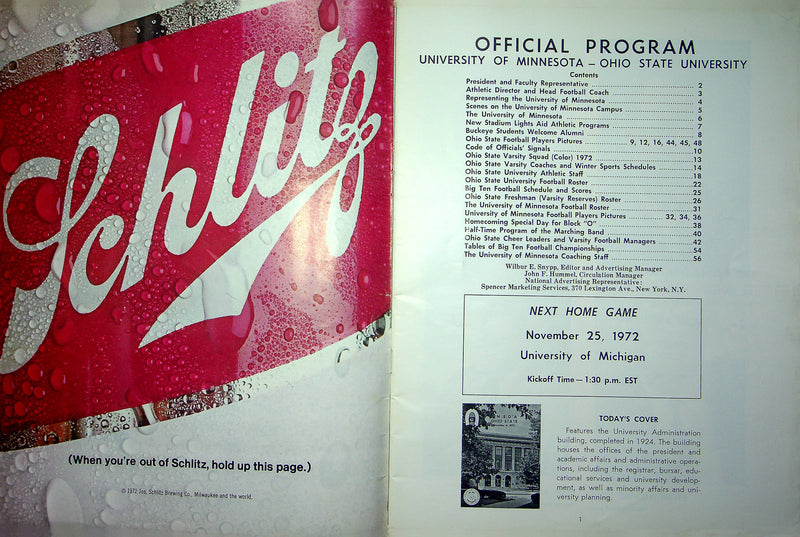 Schlitz
(When you're out of Schlitz, hold up this page.)
© 1972 Jos. Schlitz Brewing Co., Milwaukee and the world.
OFFICIAL PROGRAM
UNIVERSITY OF MINNESOTA – OHIO STATE UNIVERSITY
Contents
President and Faculty Representative 2
Athletic Director and Head Football Coach 3
Representing the University of Minnesota 4
Scenes on the University of Minnesota Campus 5
The University of Minnesota 6
New Stadium Lights Aid Athletic Programs 7
Buckeye Students Welcome Alumni 8
Ohio State Football Players Pictures 9, 12, 16, 44, 45, 48
Code of Officials' Signals 10
Ohio State Varsity Squad (Color) 1972 13
Ohio State Varsity Coaches and Winter Sports Schedules 14
Ohio State University Athletic Staff 18
Ohio State University Football Roster 22
Big Ten Football Schedule and Scores 25
Ohio State Freshman (Varsity Reserves) Roster 26
The University of Minnesota Football Roster 31
University of Minnesota Football Players Pictures 32, 34, 36
Homecoming Special Day for Block "O" 38
Half-Time Program of the Marching Band 40
Ohio State Cheer Leaders and Varsity Football Managers 42
Tables of Big Ten Football Championships 54
The University of Minnesota Coaching Staff 56
Wilbur E. Snypp, Editor and Advertising Manager
John F. Hummel, Circulation Manager
National Advertising Representative:
Spencer Marketing Services, 370 Lexington Ave., New York, N.Y.
NEXT HOME GAME
November 25, 1972
University of Michigan
Kickoff Time – 1:30 p.m. EST
OHIO STATE
TODAY'S COVER
Features the University Administration
building, completed in 1924. The building
houses the offices of the president and
academic affairs and administrative opera-
tions, including the registrar, bursar, edu-
cational services and university develop-
ment, as well as minority affairs and uni-
versity planning.
1